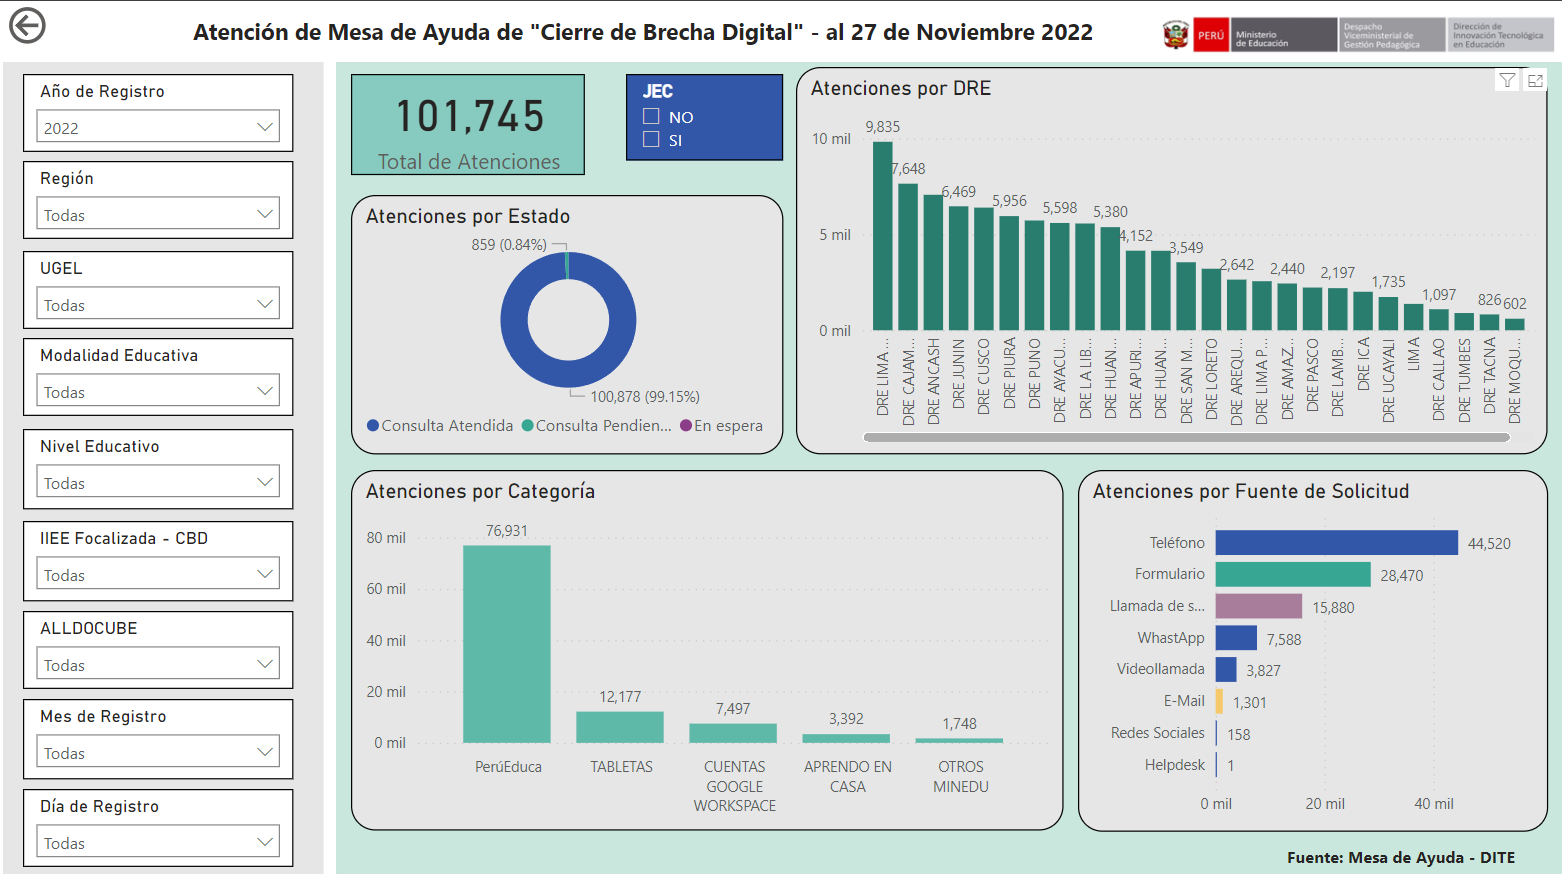 Atención de Mesa de Ayuda de "Cierre de Brecha Digital" - al 27 de Noviembre 2022
PERÚ
Ministerio
de Educación
Despacho
Viceministerial de
Gestión Pedagógica
Dirección de
Innovación Tecnológica
en Educación
Año de Registro
2022
Región
Todas
UGEL
Todas
Modalidad Educativa
Todas
Nivel Educativo
Todas
IIEE Focalizada - CBD
Todas
ALLDOCUBE
Todas
Mes de Registro
Todas
Día de Registro
Todas
101,745
Total de Atenciones
JEC
NO
SI
Atenciones por Estado
859 (0.84%)
100,878 (99.15%)
Consulta Atendida
Consulta Pendien...
En espera
Atenciones por DRE
10 mil
5 mil
0 mil
9,835
7,648
6,469
5,956
5,598
5,380
4,152
3,549
2,642
2,440
2,197
1,735
1,097
826
602
DRE LIMA ...
DRE CAJAM...
DRE ANCASH
DRE JUNIN
DRE CUSCO
DRE PIURA
DRE PUNO
DRE AYACU...
DRE LA LIB...
DRE HUAN...
DRE APURI...
DRE HUAN...
DRE SAN M...
DRE LORETO
DRE AREQU...
DRE LIMA P...
DRE AMAZ...
DRE PASCO
DRE LAMB...
DRE ICA
DRE UCAYALI
LIMA
DRE CALLAO
DRE TUMBES
DRE TACNA
DRE MOQU...
Atenciones por Categoría
80 mil
60 mil
40 mil
20 mil
0 mil
76,931
12,177
7,497
3,392
1,748
PerúEduca
TABLETAS
CUENTAS
GOOGLE
WORKSPACE
APRENDO EN
CASA
OTROS
MINEDU
Atenciones por Fuente de Solicitud
Teléfono 44,520
Formulario 28,470
Llamada de s... 15,880
WhastApp 7,588
Videollamada 3,827
E-Mail 1,301
Redes Sociales 158
Helpdesk 1
0 mil 20 mil 40 mil
Fuente: Mesa de Ayuda - DITE